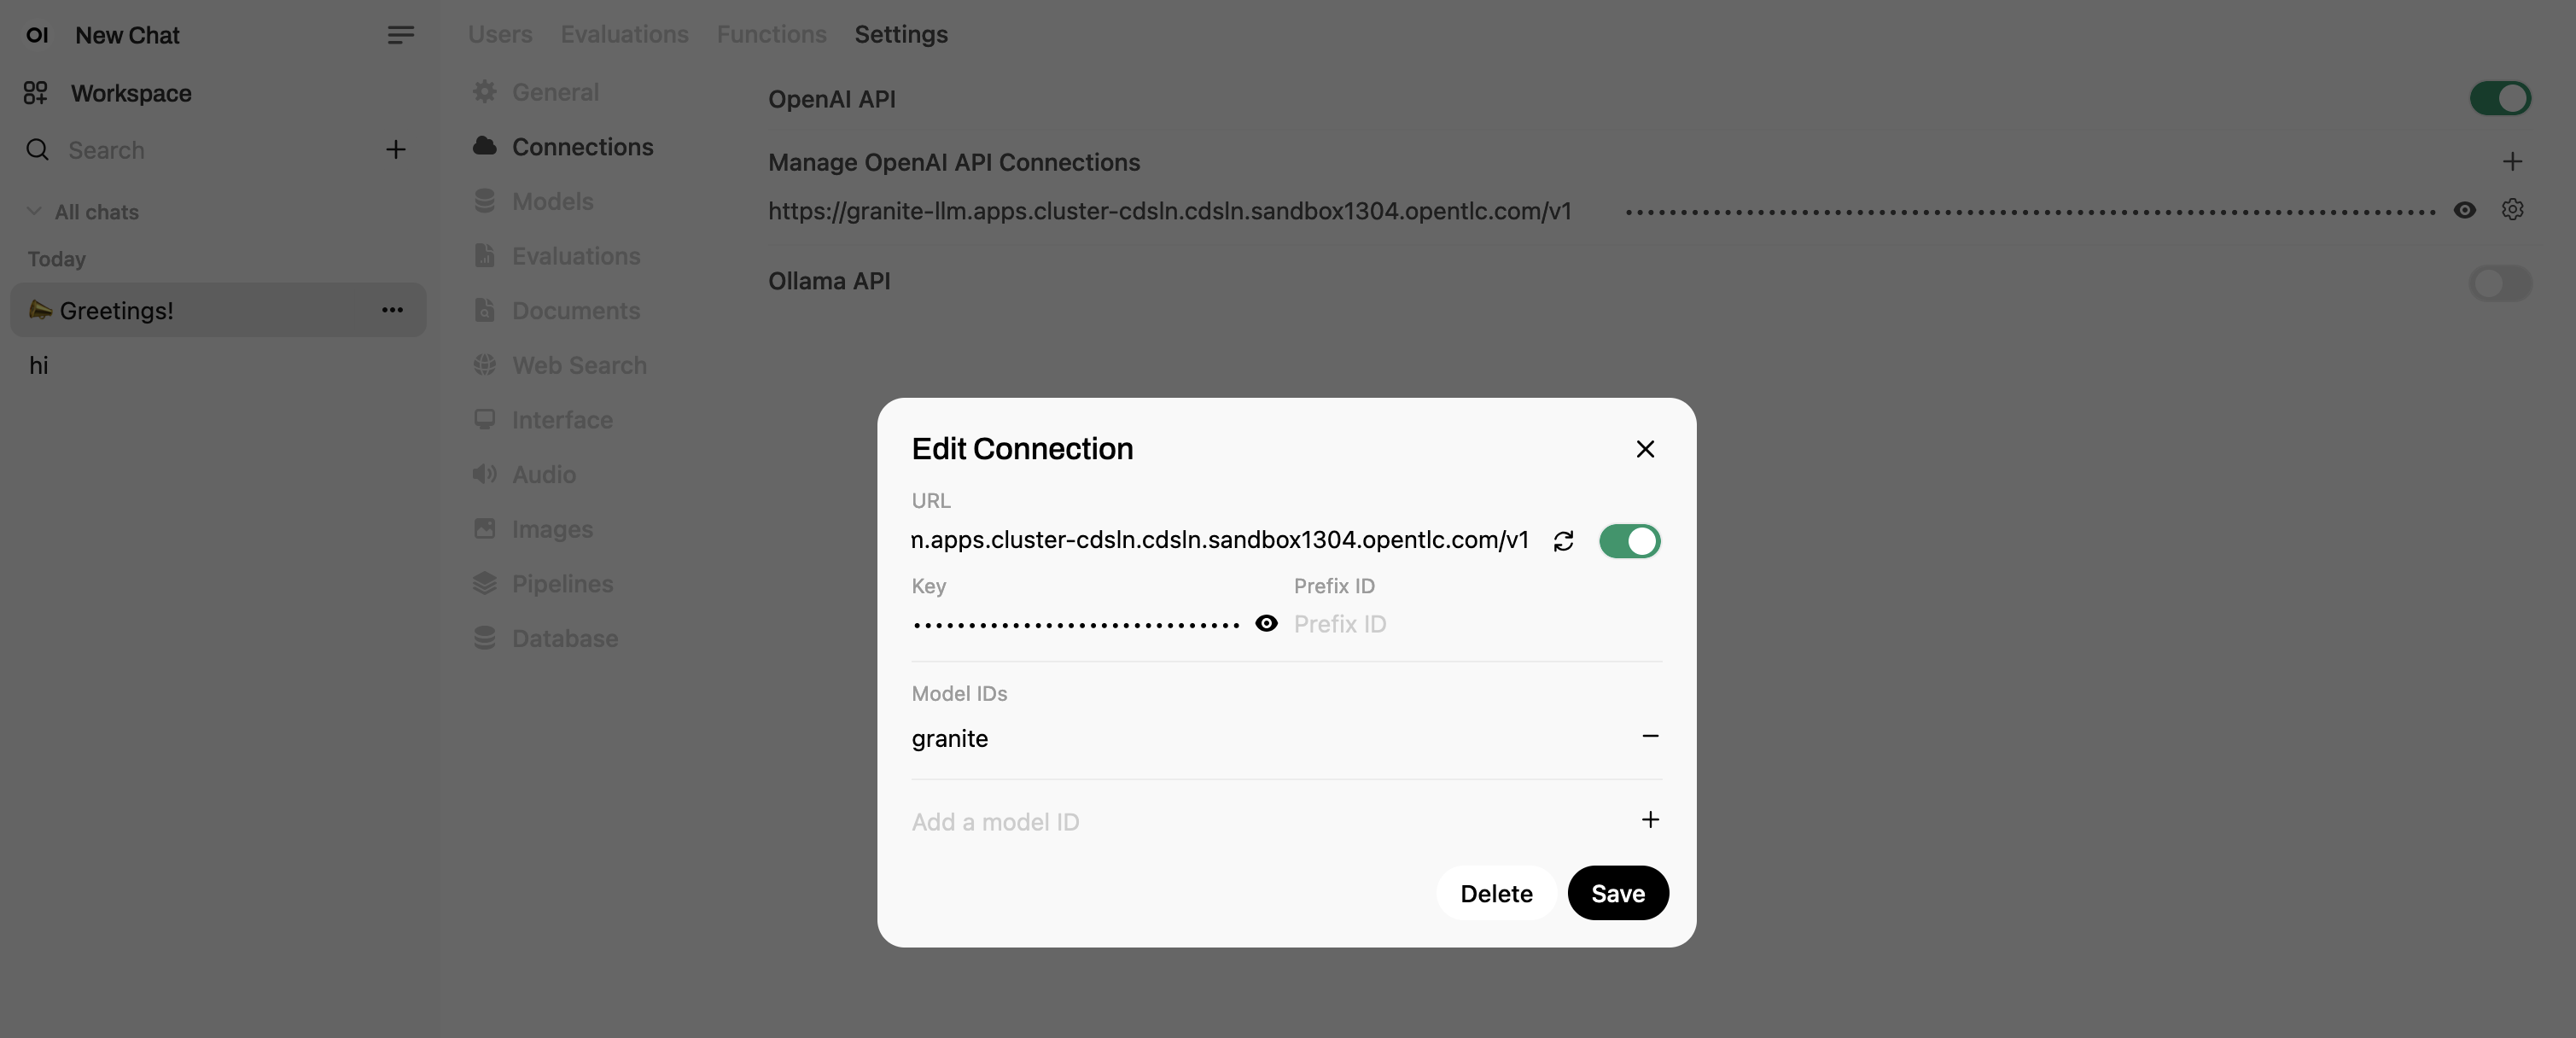 OI New Chat
Workspace
Search
All chats
Today
Greetings!
hi
Users Evaluations Functions Settings
General
Connections
Models
Evaluations
Documents
Web Search
Interface
Audio
Images
Pipelines
Database
OpenAI API
Manage OpenAI API Connections
https://granite-llm.apps.cluster-cdsln.cdsln.sandbox1304.opentlc.com/v1
Ollama API
Edit Connection
URL
n.apps.cluster-cdsln.cdsln.sandbox1304.opentlc.com/v1
Key Prefix ID
Prefix ID
Model IDs
granite
Add a model ID
Delete Save